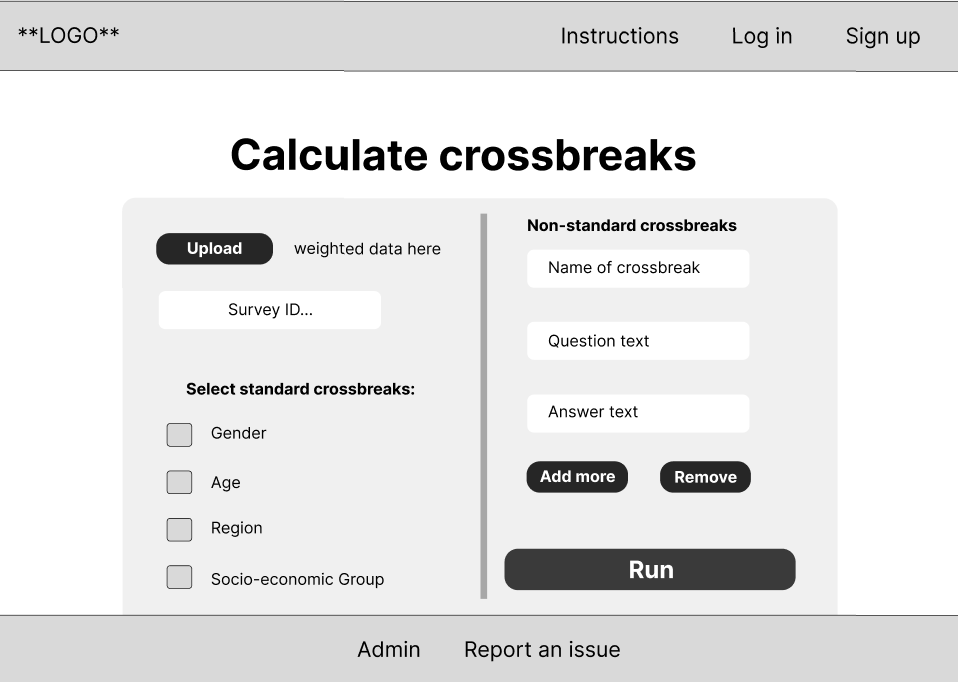 **LOGO**
Instructions
Log in
Sign up
Calculate crossbreaks
Upload
weighted data here
Survey ID...
Select standard crossbreaks:
Gender
Age
Region
Socio-economic Group
Non-standard crossbreaks
Name of crossbreak
Question text
Answer text
Add more
Remove
Run
Admin
Report an issue